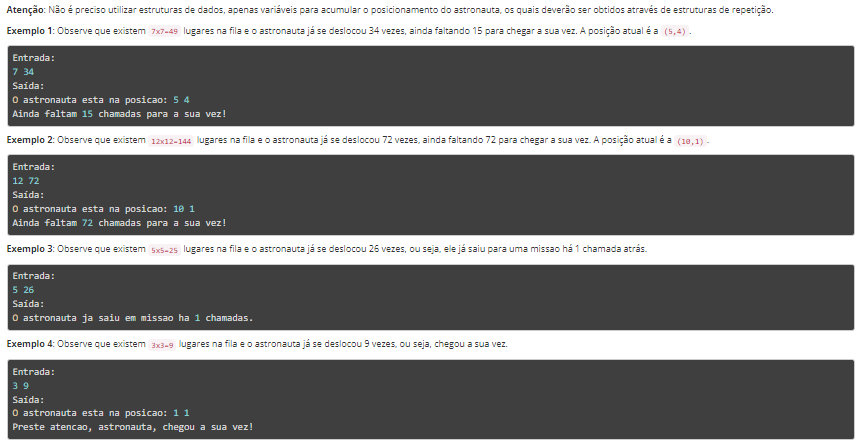 Atenção: Não é preciso utilizar estruturas de dados, apenas variáveis para acumular o posicionamento do astronauta, os quais deverão ser obtidos através de estruturas de repetição.
Exemplo 1: Observe que existem 7x7=49 lugares na fila e o astronauta já se deslocou 34 vezes, ainda faltando 15 para chegar a sua vez. A posição atual é a (5,4).
Entrada:
7 34
Saída:
O astronauta esta na posicao: 5 4
Ainda faltam 15 chamadas para a sua vez!
Exemplo 2: Observe que existem 12x12=144 lugares na fila e o astronauta já se deslocou 72 vezes, ainda faltando 72 para chegar a sua vez. A posição atual é a (10,1).
Entrada:
12 72
Saída:
O astronauta esta na posicao: 10 1
Ainda faltam 72 chamadas para a sua vez!
Exemplo 3: Observe que existem 5x5=25 lugares na fila e o astronauta já se deslocou 26 vezes, ou seja, ele já saiu para uma missao há 1 chamada atrás.
Entrada:
5 26
Saída:
O astronauta ja saiu em missao ha 1 chamadas.
Exemplo 4: Observe que existem 3x3=9 lugares na fila e o astronauta já se deslocou 9 vezes, ou seja, chegou a sua vez.
Entrada:
3 9
Saída:
O astronauta esta na posicao: 1 1
Preste atencao, astronauta, chegou a sua vez!